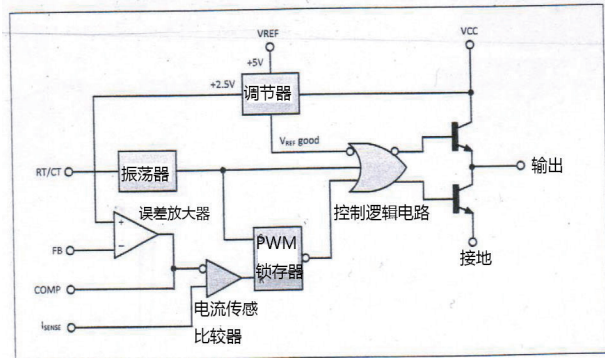 VREF
VCC
+5V
+2.5V
调节器
VREF good
RT/CT
振荡器
输出
误差放大器
控制逻辑电路
+
−
FB
PWM
锁存器
接地
COMP
R
电流传感
比较器
ISENSE